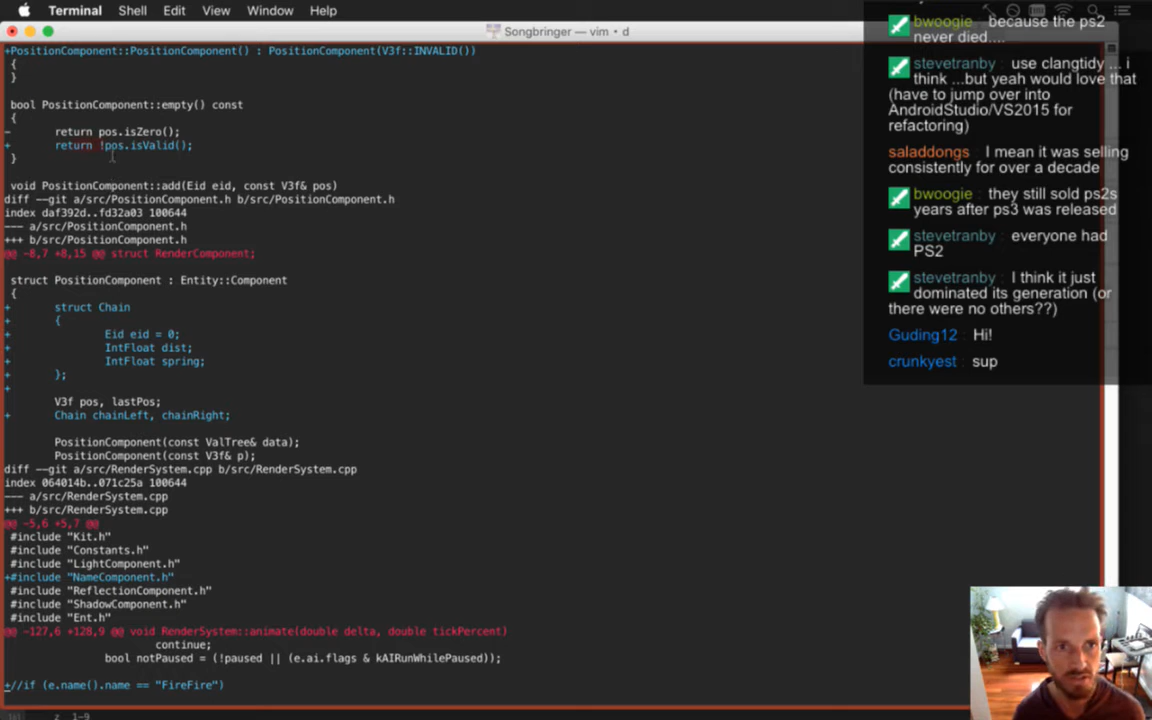 Terminal Shell Edit View Window Help
Songbringer — vim • d
+PositionComponent::PositionComponent() : PositionComponent(V3f::INVALID())
{
}
bool PositionComponent::empty() const
{
- return pos.isZero();
+ return !pos.isValid();
}
void PositionComponent::add(Eid eid, const V3f& pos)
diff --git a/src/PositionComponent.h b/src/PositionComponent.h
index daf392d..fd32a03 100644
--- a/src/PositionComponent.h
+++ b/src/PositionComponent.h
@@ -8,7 +8,15 @@ struct RenderComponent;
struct PositionComponent : Entity::Component
{
+ struct Chain
+ {
+ Eid eid = 0;
+ IntFloat dist;
+ IntFloat spring;
+ };
+
V3f pos, lastPos;
+ Chain chainLeft, chainRight;
PositionComponent(const ValTree& data);
PositionComponent(const V3f& p);
diff --git a/src/RenderSystem.cpp b/src/RenderSystem.cpp
index 064014b..071c25a 100644
--- a/src/RenderSystem.cpp
+++ b/src/RenderSystem.cpp
@@ -5,6 +5,7 @@
#include "Kit.h"
#include "Constants.h"
#include "LightComponent.h"
+#include "NameComponent.h"
#include "ReflectionComponent.h"
#include "ShadowComponent.h"
#include "Ent.h"
@@ -127,6 +128,9 @@ void RenderSystem::animate(double delta, double tickPercent)
continue;
bool notPaused = (!paused || (e.ai.flags & kAIRunWhilePaused));
+//if (e.name().name == "FireFire")
z 1-9
bwoogie : because the ps2
never died....
stevetranby : use clangtidy ... i
think ...but yeah would love that
(have to jump over into
AndroidStudio/VS2015 for
refactoring)
saladdongs : I mean it was selling
consistently for over a decade
bwoogie : they still sold ps2s
years after ps3 was released
stevetranby : everyone had
PS2
stevetranby : I think it just
dominated its generation (or
there were no others??)
Guding12 : Hi!
crunkyest : sup